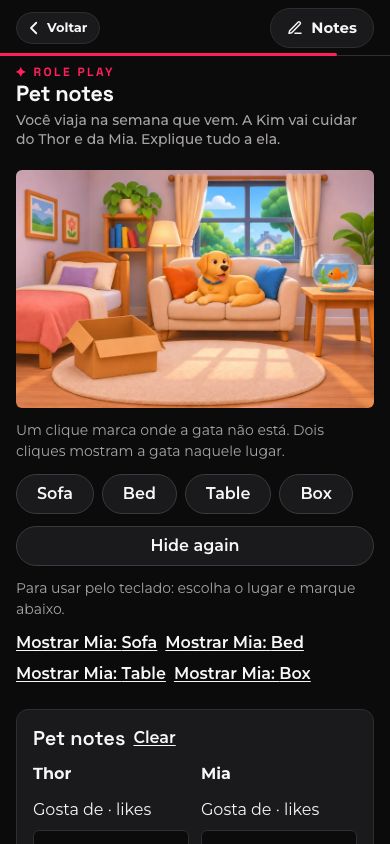 Voltar
Notes
ROLE PLAY
Pet notes
Você viaja na semana que vem. A Kim vai cuidar
do Thor e da Mia. Explique tudo a ela.
Um clique marca onde a gata não está. Dois
cliques mostram a gata naquele lugar.
Sofa Bed Table Box
Hide again
Para usar pelo teclado: escolha o lugar e marque
abaixo.
Mostrar Mia: Sofa Mostrar Mia: Bed
Mostrar Mia: Table Mostrar Mia: Box
Pet notes Clear
Thor Mia
Gosta de · likes Gosta de · likes